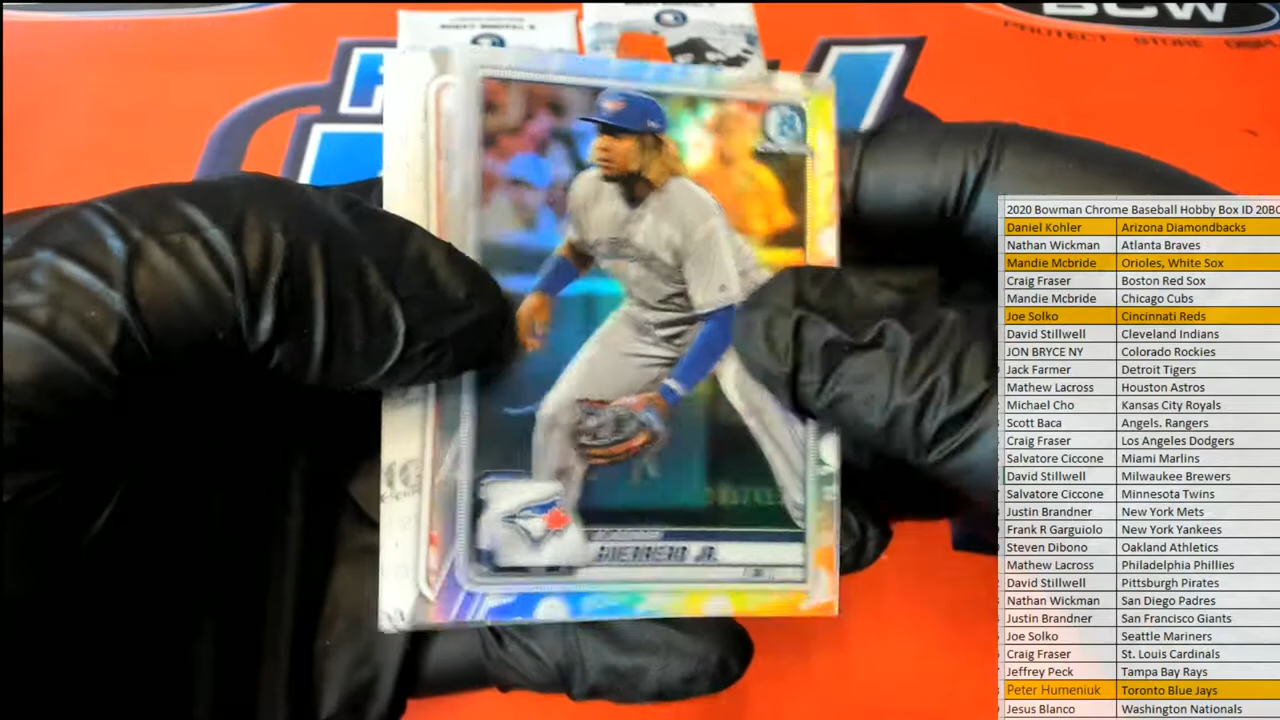 BCW
PROTECT STORE
GUERRERO JR.
2020 Bowman Chrome Baseball Hobby Box ID 20BC
Daniel Kohler Arizona Diamondbacks
Nathan Wickman Atlanta Braves
Mandie Mcbride Orioles, White Sox
Craig Fraser Boston Red Sox
Mandie Mcbride Chicago Cubs
Joe Solko Cincinnati Reds
David Stillwell Cleveland Indians
JON BRYCE NY Colorado Rockies
Jack Farmer Detroit Tigers
Mathew Lacross Houston Astros
Michael Cho Kansas City Royals
Scott Baca Angels. Rangers
Craig Fraser Los Angeles Dodgers
Salvatore Ciccone Miami Marlins
David Stillwell Milwaukee Brewers
Salvatore Ciccone Minnesota Twins
Justin Brandner New York Mets
Frank R Garguiolo New York Yankees
Steven Dibono Oakland Athletics
Mathew Lacross Philadelphia Phillies
David Stillwell Pittsburgh Pirates
Nathan Wickman San Diego Padres
Justin Brandner San Francisco Giants
Joe Solko Seattle Mariners
Craig Fraser St. Louis Cardinals
Jeffrey Peck Tampa Bay Rays
Peter Humeniuk Toronto Blue Jays
Jesus Blanco Washington Nationals